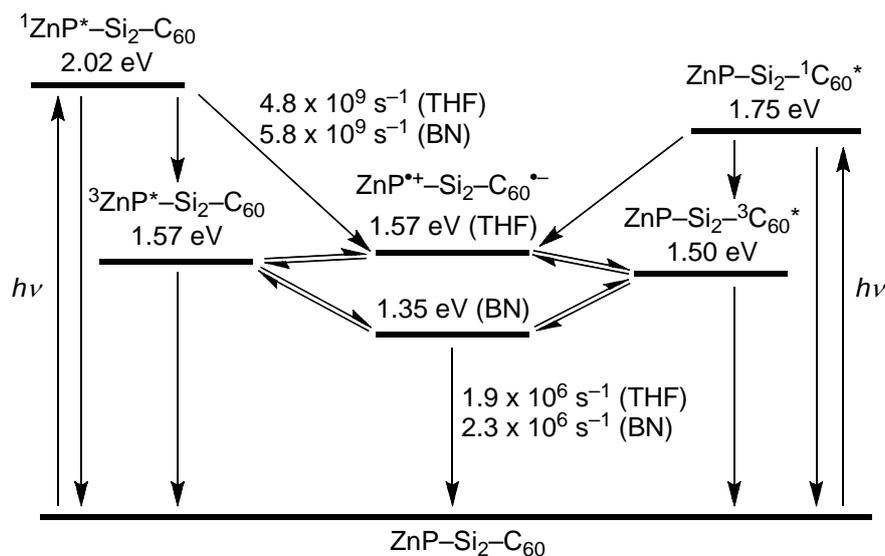 ¹ZnP*–Si₂–C₆₀
2.02 eV
ZnP–Si₂–¹C₆₀*
1.75 eV
4.8 x 10⁹ s⁻¹ (THF)
5.8 x 10⁹ s⁻¹ (BN)
ZnP•⁺–Si₂–C₆₀•⁻
1.57 eV (THF)
³ZnP*–Si₂–C₆₀
1.57 eV
ZnP–Si₂–³C₆₀*
1.50 eV
hν
1.35 eV (BN)
hν
1.9 x 10⁶ s⁻¹ (THF)
2.3 x 10⁶ s⁻¹ (BN)
ZnP–Si₂–C₆₀